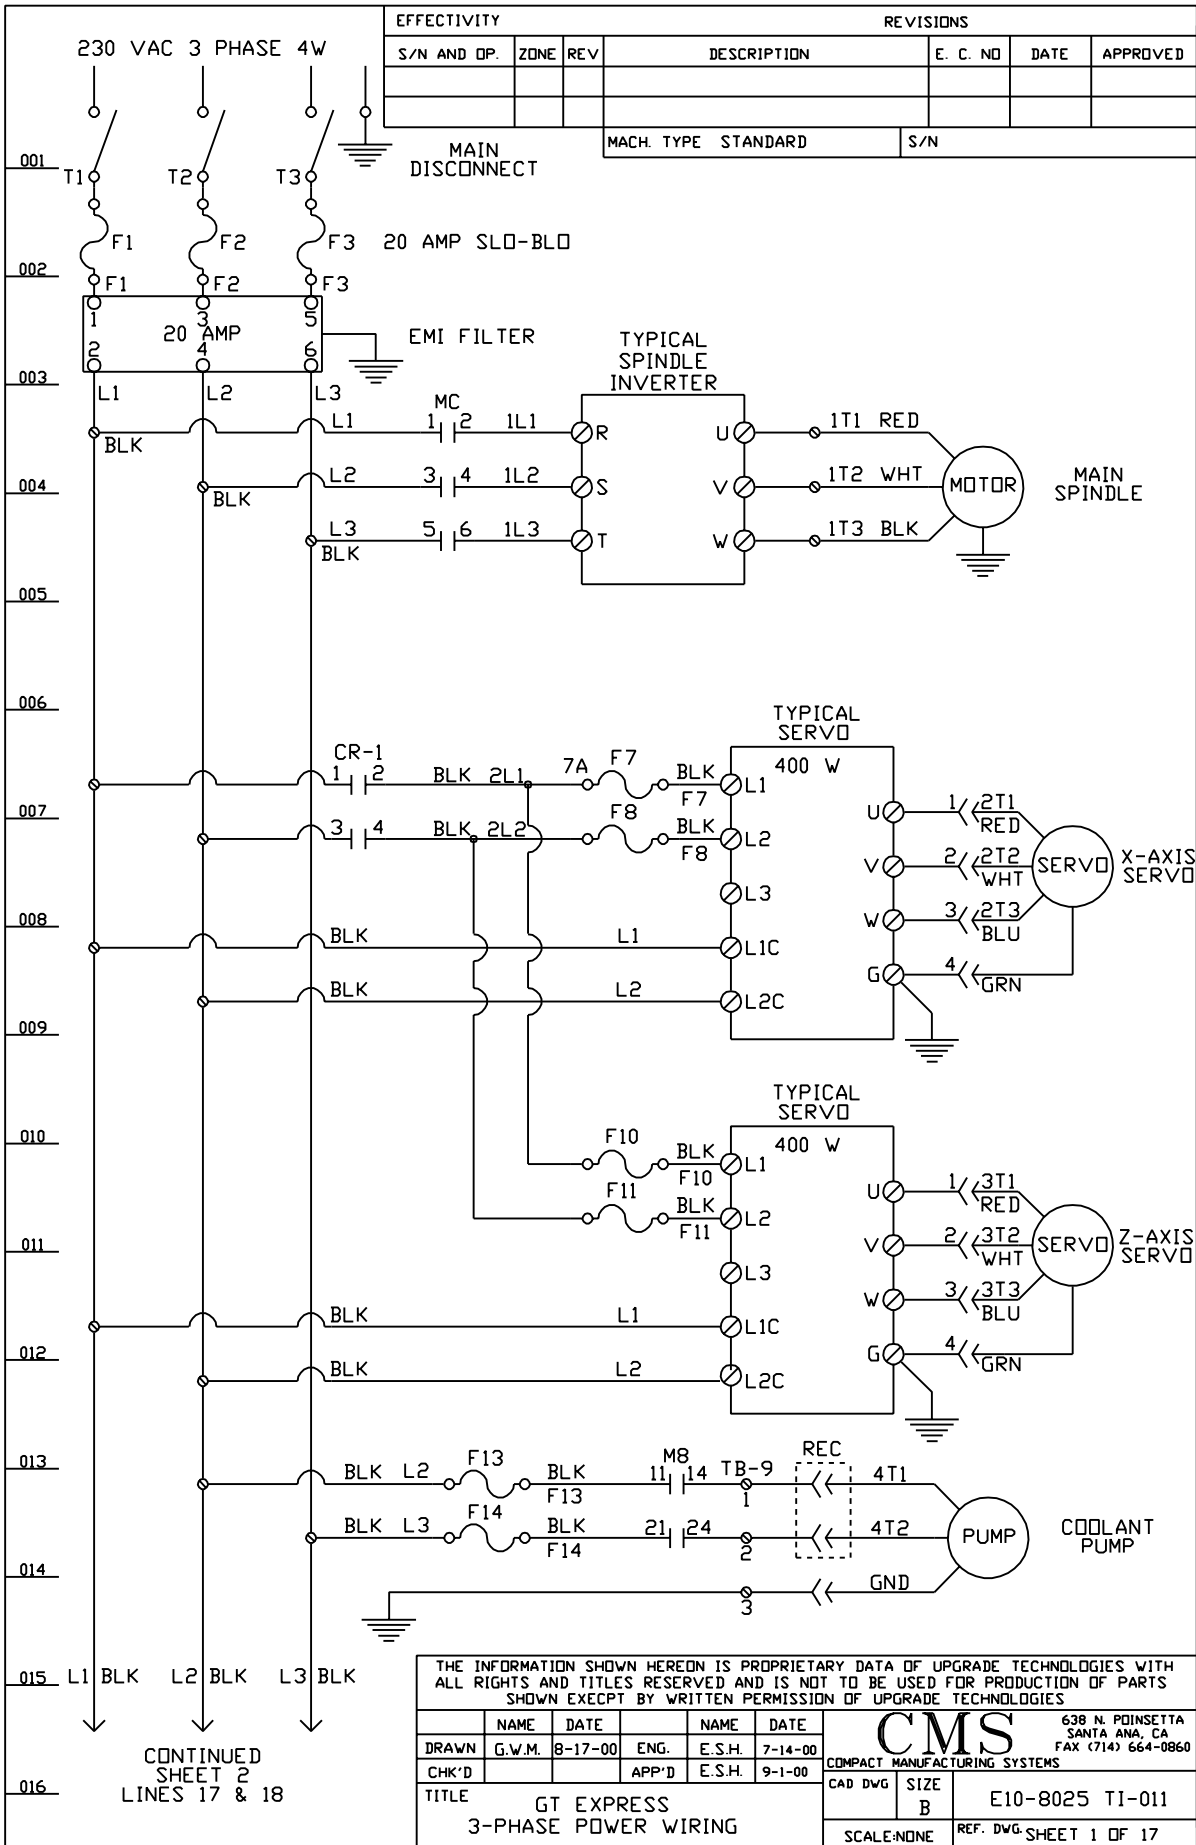 EFFECTIVITY REVISIONS
S/N AND OP. ZONE REV DESCRIPTION E. C. NO DATE APPROVED
MACH. TYPE STANDARD S/N
230 VAC 3 PHASE 4W
MAIN
DISCONNECT
001
T1 T2 T3
F1 F2 F3 20 AMP SLO-BLO
002
F1 F2 F3
1 3 5
20 AMP
2 4 6
EMI FILTER
003
L1 L2 L3
TYPICAL
SPINDLE
INVERTER
MC
L1 1 2 1L1 R U 1T1 RED
BLK
004
L2 3 4 1L2 S V 1T2 WHT MOTOR
BLK
MAIN
SPINDLE
L3 5 6 1L3 T W 1T3 BLK
BLK
005
006
TYPICAL
SERVO
400 W
CR-1
1 2 BLK 2L1 7A F7 BLK L1
F7
007
3 4 BLK 2L2 F8 BLK L2
F8
U 1 2T1
RED
V 2 2T2
WHT
SERVO
X-AXIS
SERVO
L3
008
W 3 2T3
BLU
BLK L1 L1C
G 4 GRN
BLK L2 L2C
009
TYPICAL
SERVO
400 W
010
F10 BLK L1
F10
F11 BLK L2
F11
U 1 3T1
RED
011
V 2 3T2
WHT
SERVO
Z-AXIS
SERVO
L3
W 3 3T3
BLU
BLK L1 L1C
012
G 4 GRN
BLK L2 L2C
013
BLK L2 F13 BLK M8 11 14 TB-9 REC 4T1
F13 1
BLK L3 F14 BLK 21 24 4T2 PUMP
F14 2
COOLANT
PUMP
014
GND
3
015
L1 BLK L2 BLK L3 BLK
CONTINUED
SHEET 2
LINES 17 & 18
016
THE INFORMATION SHOWN HEREON IS PROPRIETARY DATA OF UPGRADE TECHNOLOGIES WITH
ALL RIGHTS AND TITLES RESERVED AND IS NOT TO BE USED FOR PRODUCTION OF PARTS
SHOWN EXECPT BY WRITTEN PERMISSION OF UPGRADE TECHNOLOGIES
NAME DATE NAME DATE
DRAWN G.W.M. 8-17-00 ENG. E.S.H. 7-14-00
CHK'D APP'D E.S.H. 9-1-00
TITLE
GT EXPRESS
3-PHASE POWER WIRING
CMS
COMPACT MANUFACTURING SYSTEMS
638 N. POINSETTA
SANTA ANA, CA
FAX (714) 664-0860
CAD DWG SIZE
B
E10-8025 TI-011
SCALE:NONE REF. DWG. SHEET 1 OF 17